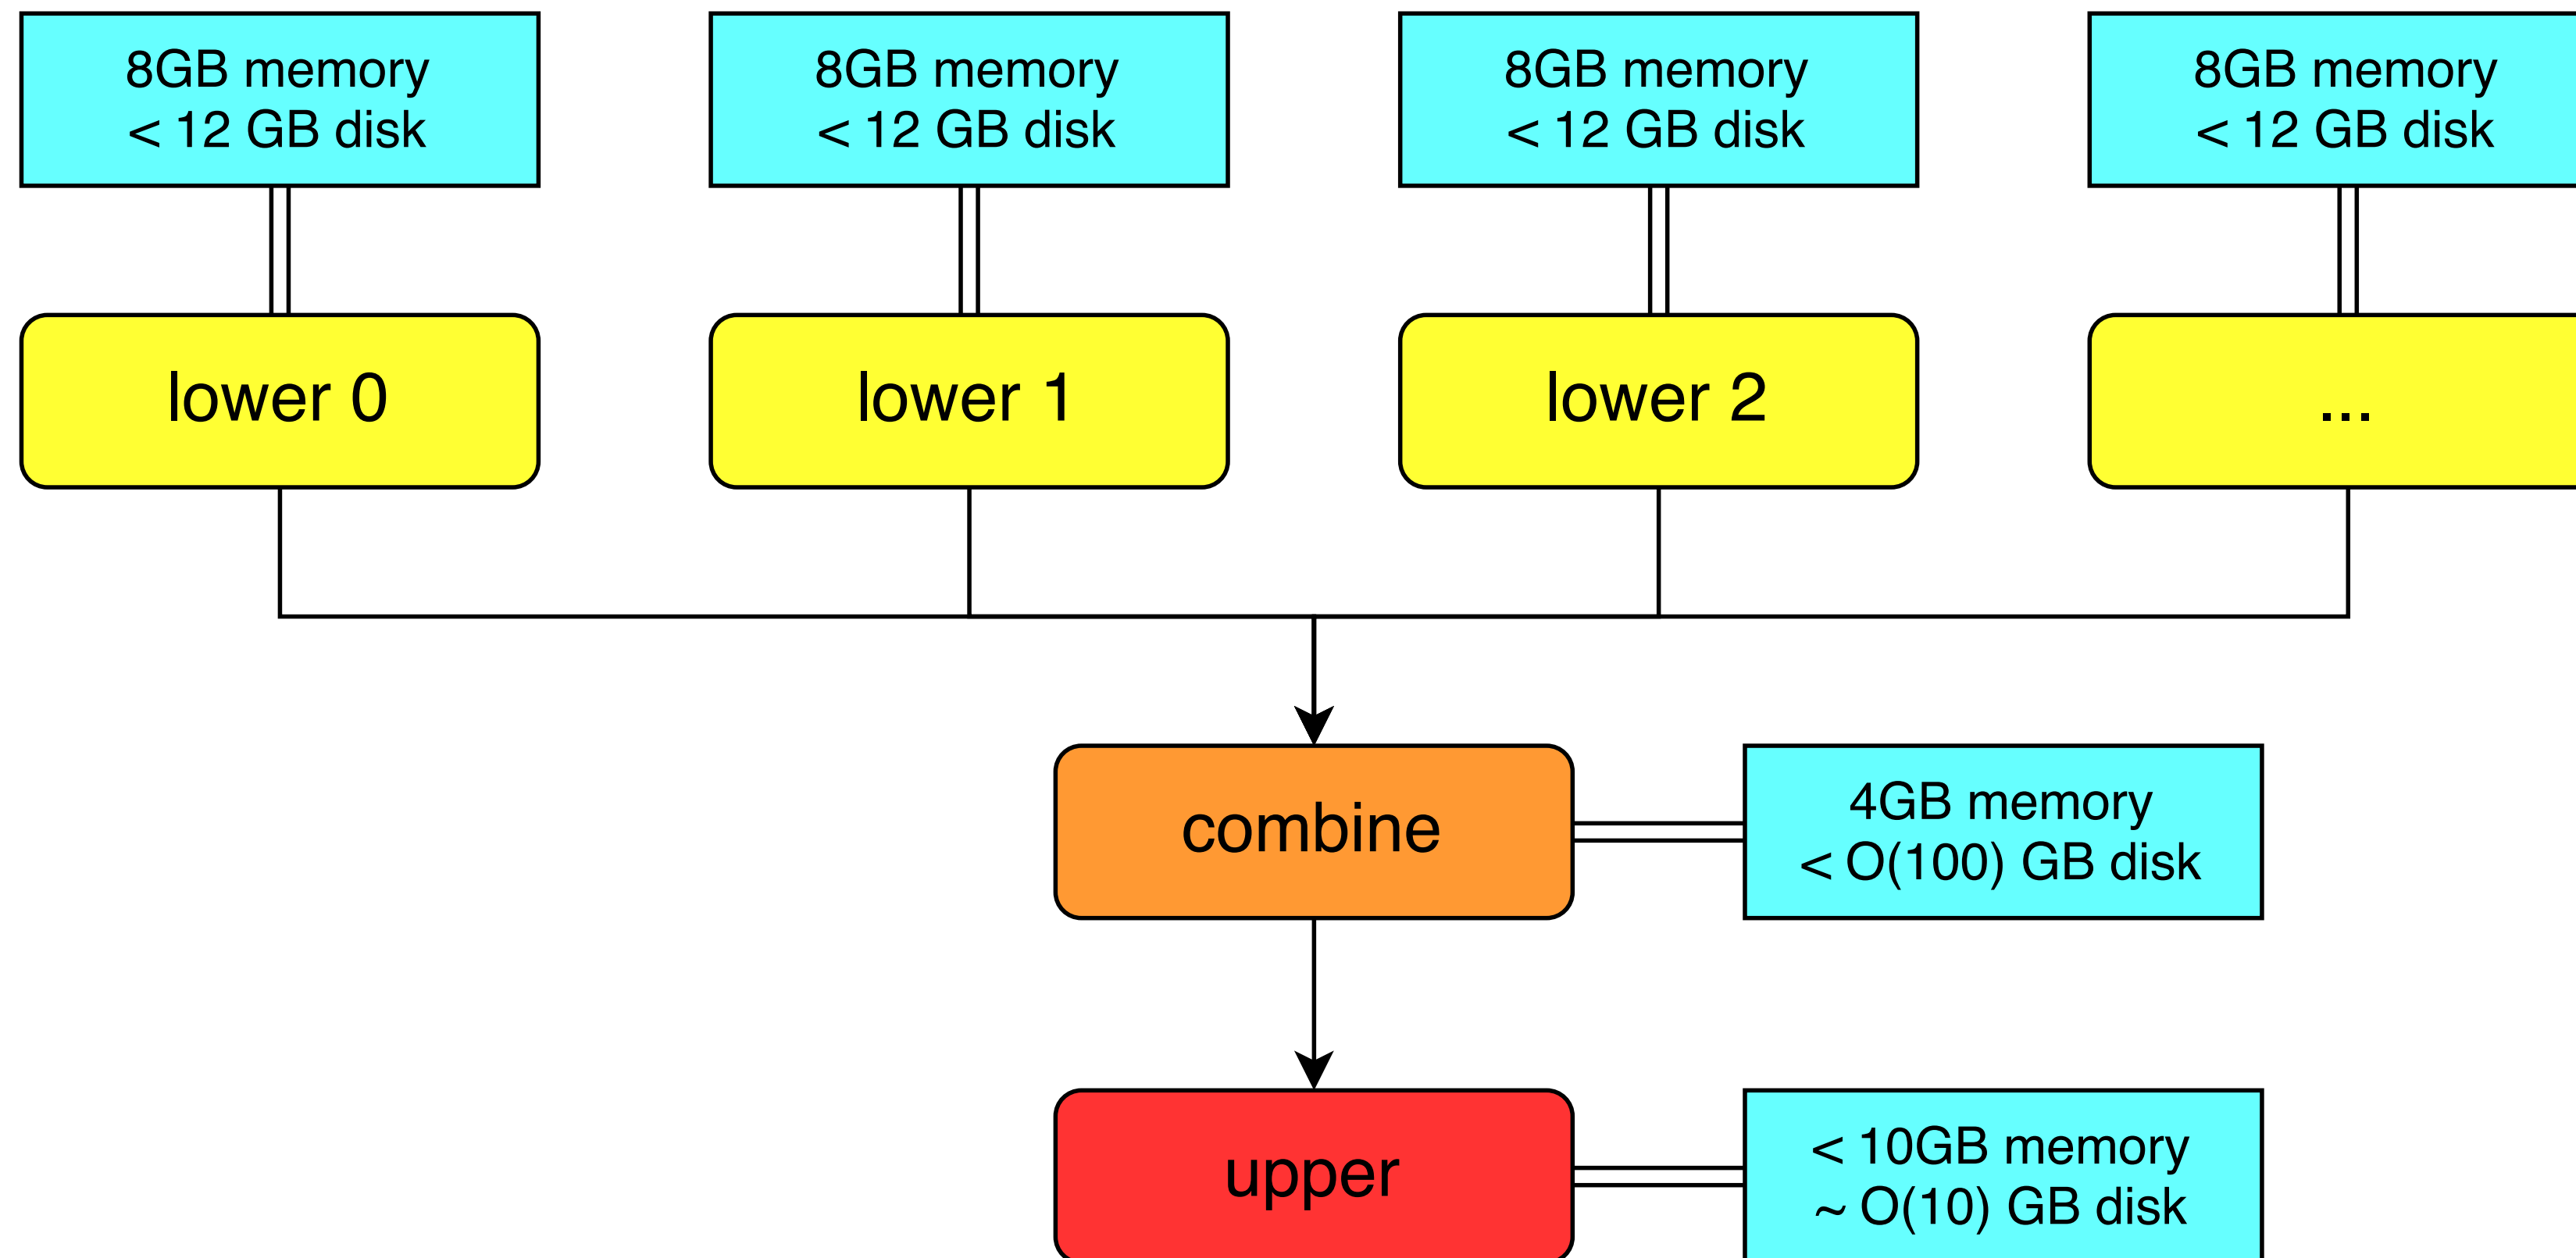 8GB memory
< 12 GB disk
8GB memory
< 12 GB disk
8GB memory
< 12 GB disk
8GB memory
< 12 GB disk
lower 0
lower 1
lower 2
...
combine
4GB memory
< O(100) GB disk
upper
< 10GB memory
~ O(10) GB disk